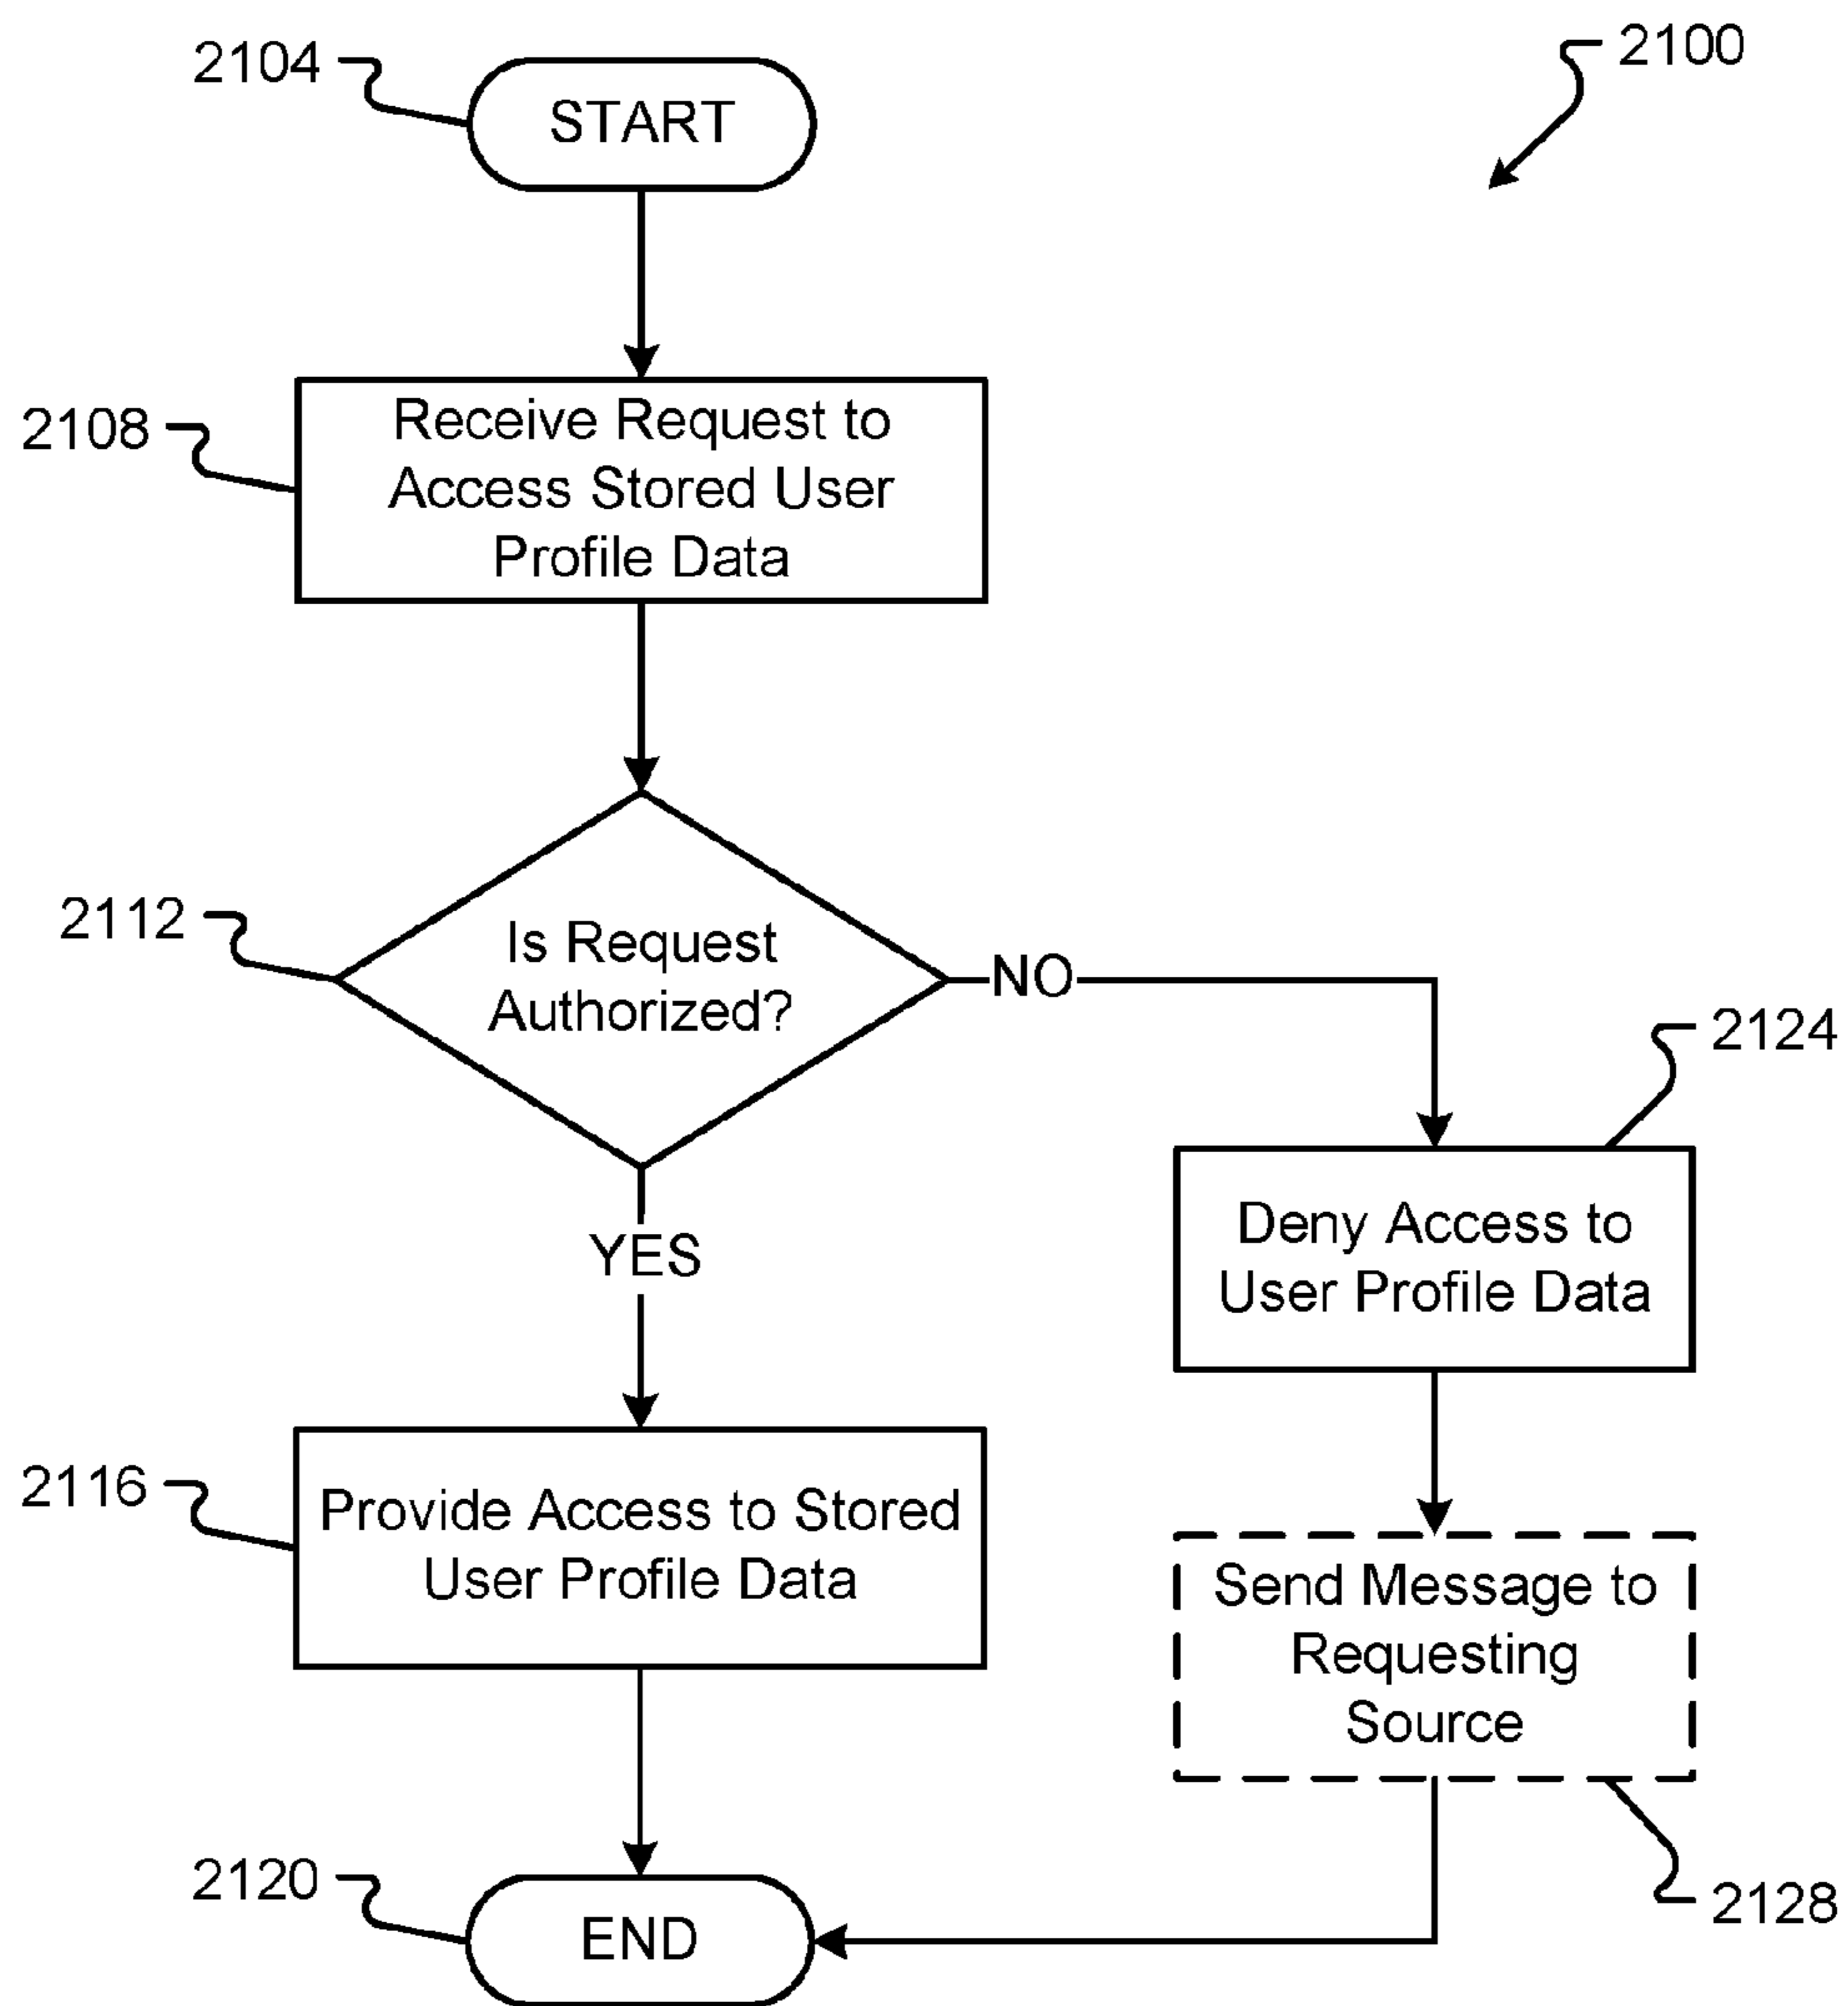 2104
START
2100
2108
Receive Request to
Access Stored User
Profile Data
2112
Is Request
Authorized?
NO
2124
Deny Access to
User Profile Data
YES
2116
Provide Access to Stored
User Profile Data
Send Message to
Requesting
Source
2120
END
2128